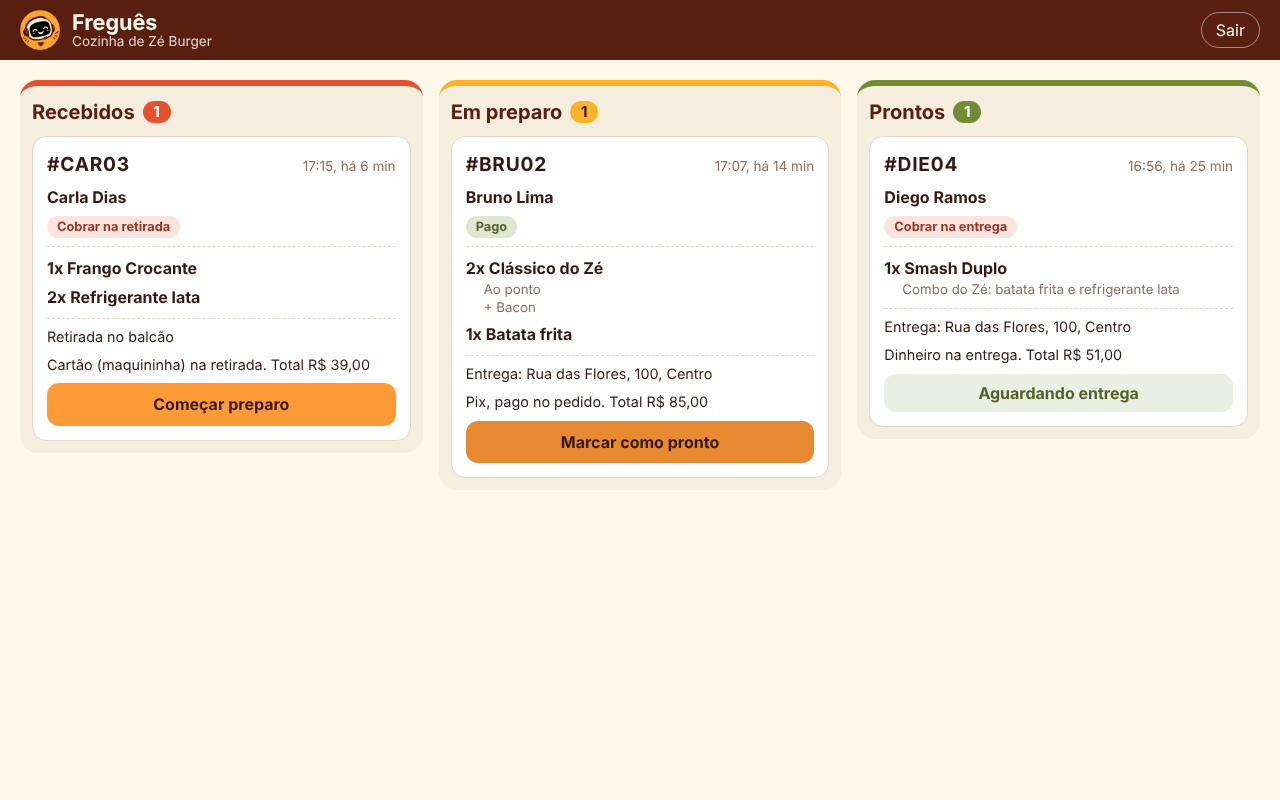 Freguês
Cozinha de Zé Burger
Sair
Recebidos 1
#CAR03 17:15, há 6 min
Carla Dias
Cobrar na retirada
1x Frango Crocante
2x Refrigerante lata
Retirada no balcão
Cartão (maquininha) na retirada. Total R$ 39,00
Começar preparo
Em preparo 1
#BRU02 17:07, há 14 min
Bruno Lima
Pago
2x Clássico do Zé
Ao ponto
+ Bacon
1x Batata frita
Entrega: Rua das Flores, 100, Centro
Pix, pago no pedido. Total R$ 85,00
Marcar como pronto
Prontos 1
#DIE04 16:56, há 25 min
Diego Ramos
Cobrar na entrega
1x Smash Duplo
Combo do Zé: batata frita e refrigerante lata
Entrega: Rua das Flores, 100, Centro
Dinheiro na entrega. Total R$ 51,00
Aguardando entrega